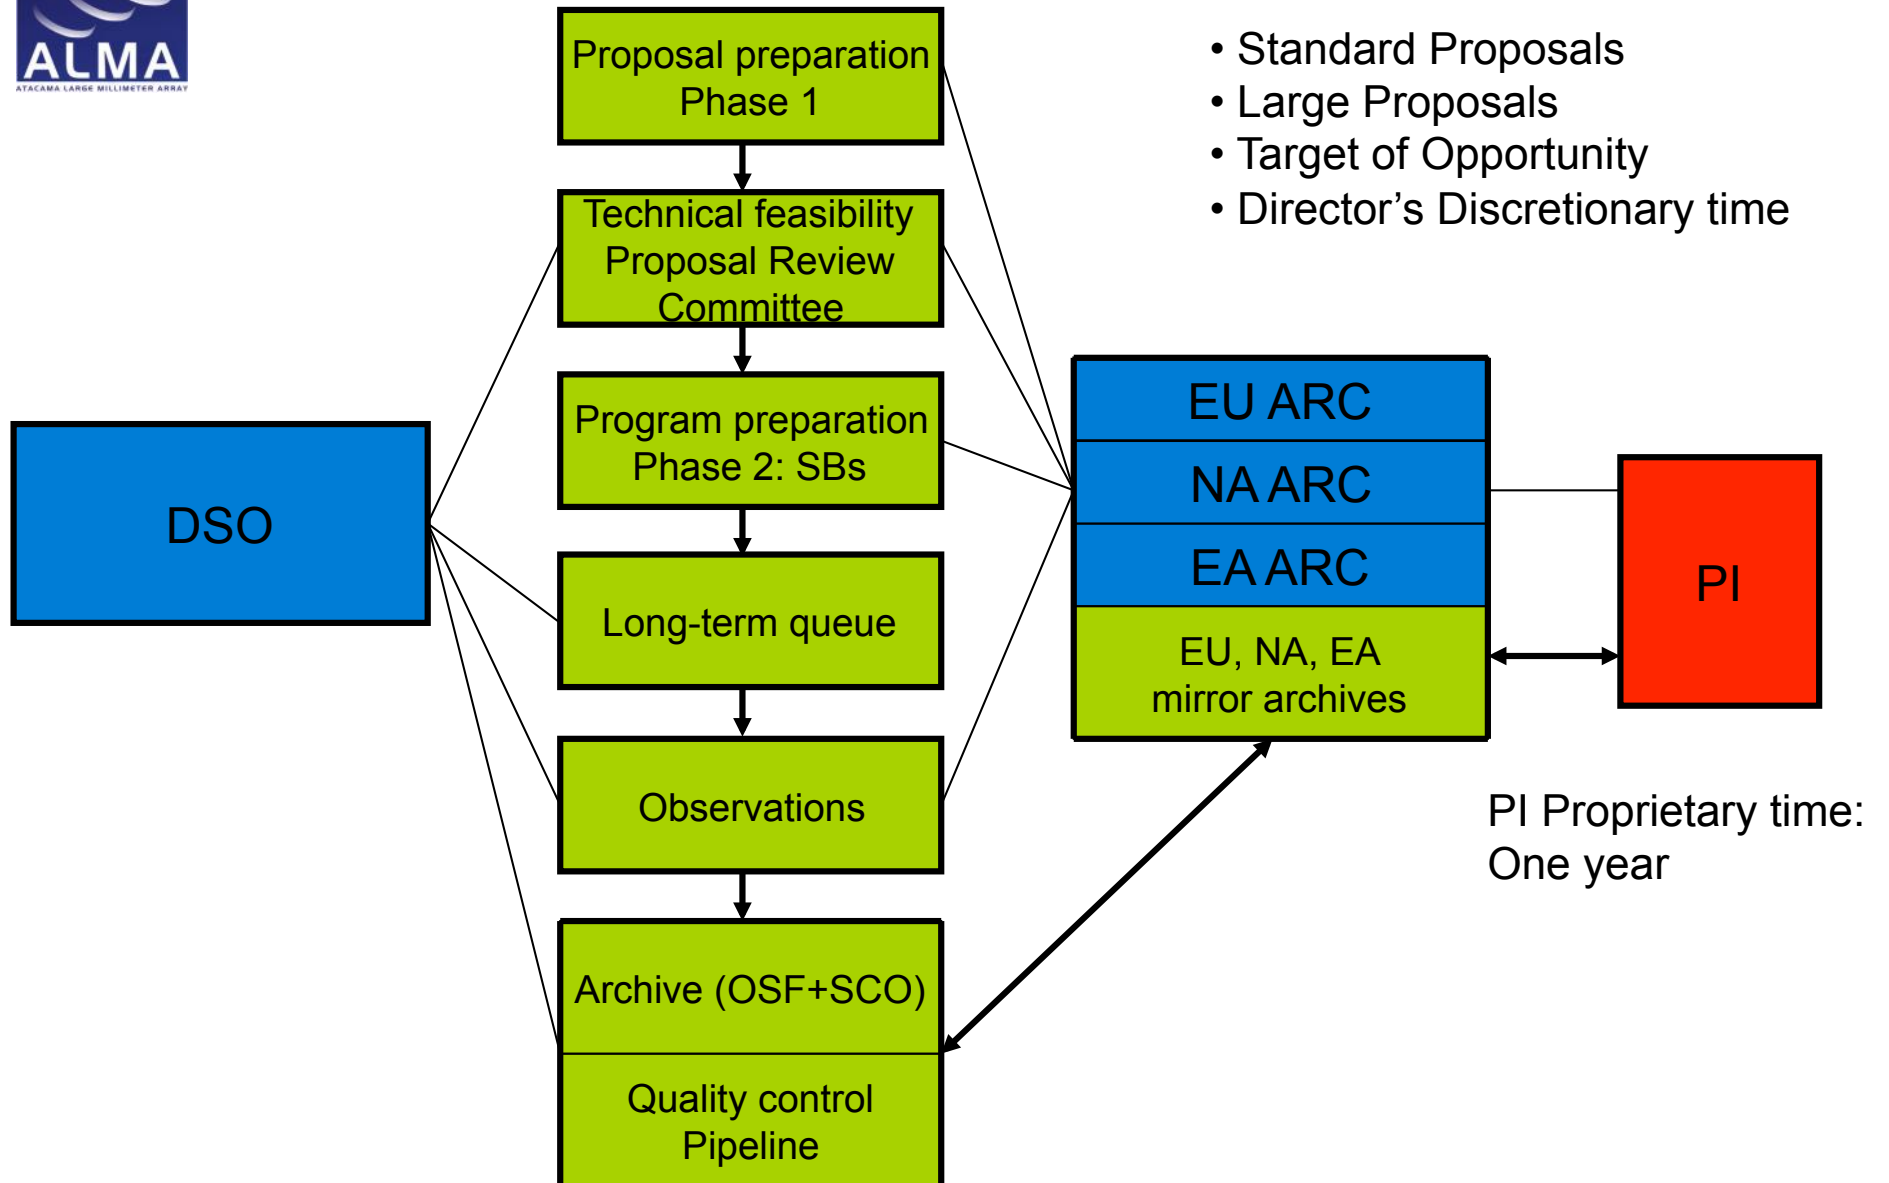 ALMA
ATACAMA LARGE MILLIMETER ARRAY
Proposal preparation
Phase 1
• Standard Proposals
• Large Proposals
• Target of Opportunity
• Director’s Discretionary time
Technical feasibility
Proposal Review
Committee
Program preparation
Phase 2: SBs
DSO
Long-term queue
Observations
Archive (OSF+SCO)
Quality control
Pipeline
EU ARC
NA ARC
EA ARC
EU, NA, EA
mirror archives
PI
PI Proprietary time:
One year